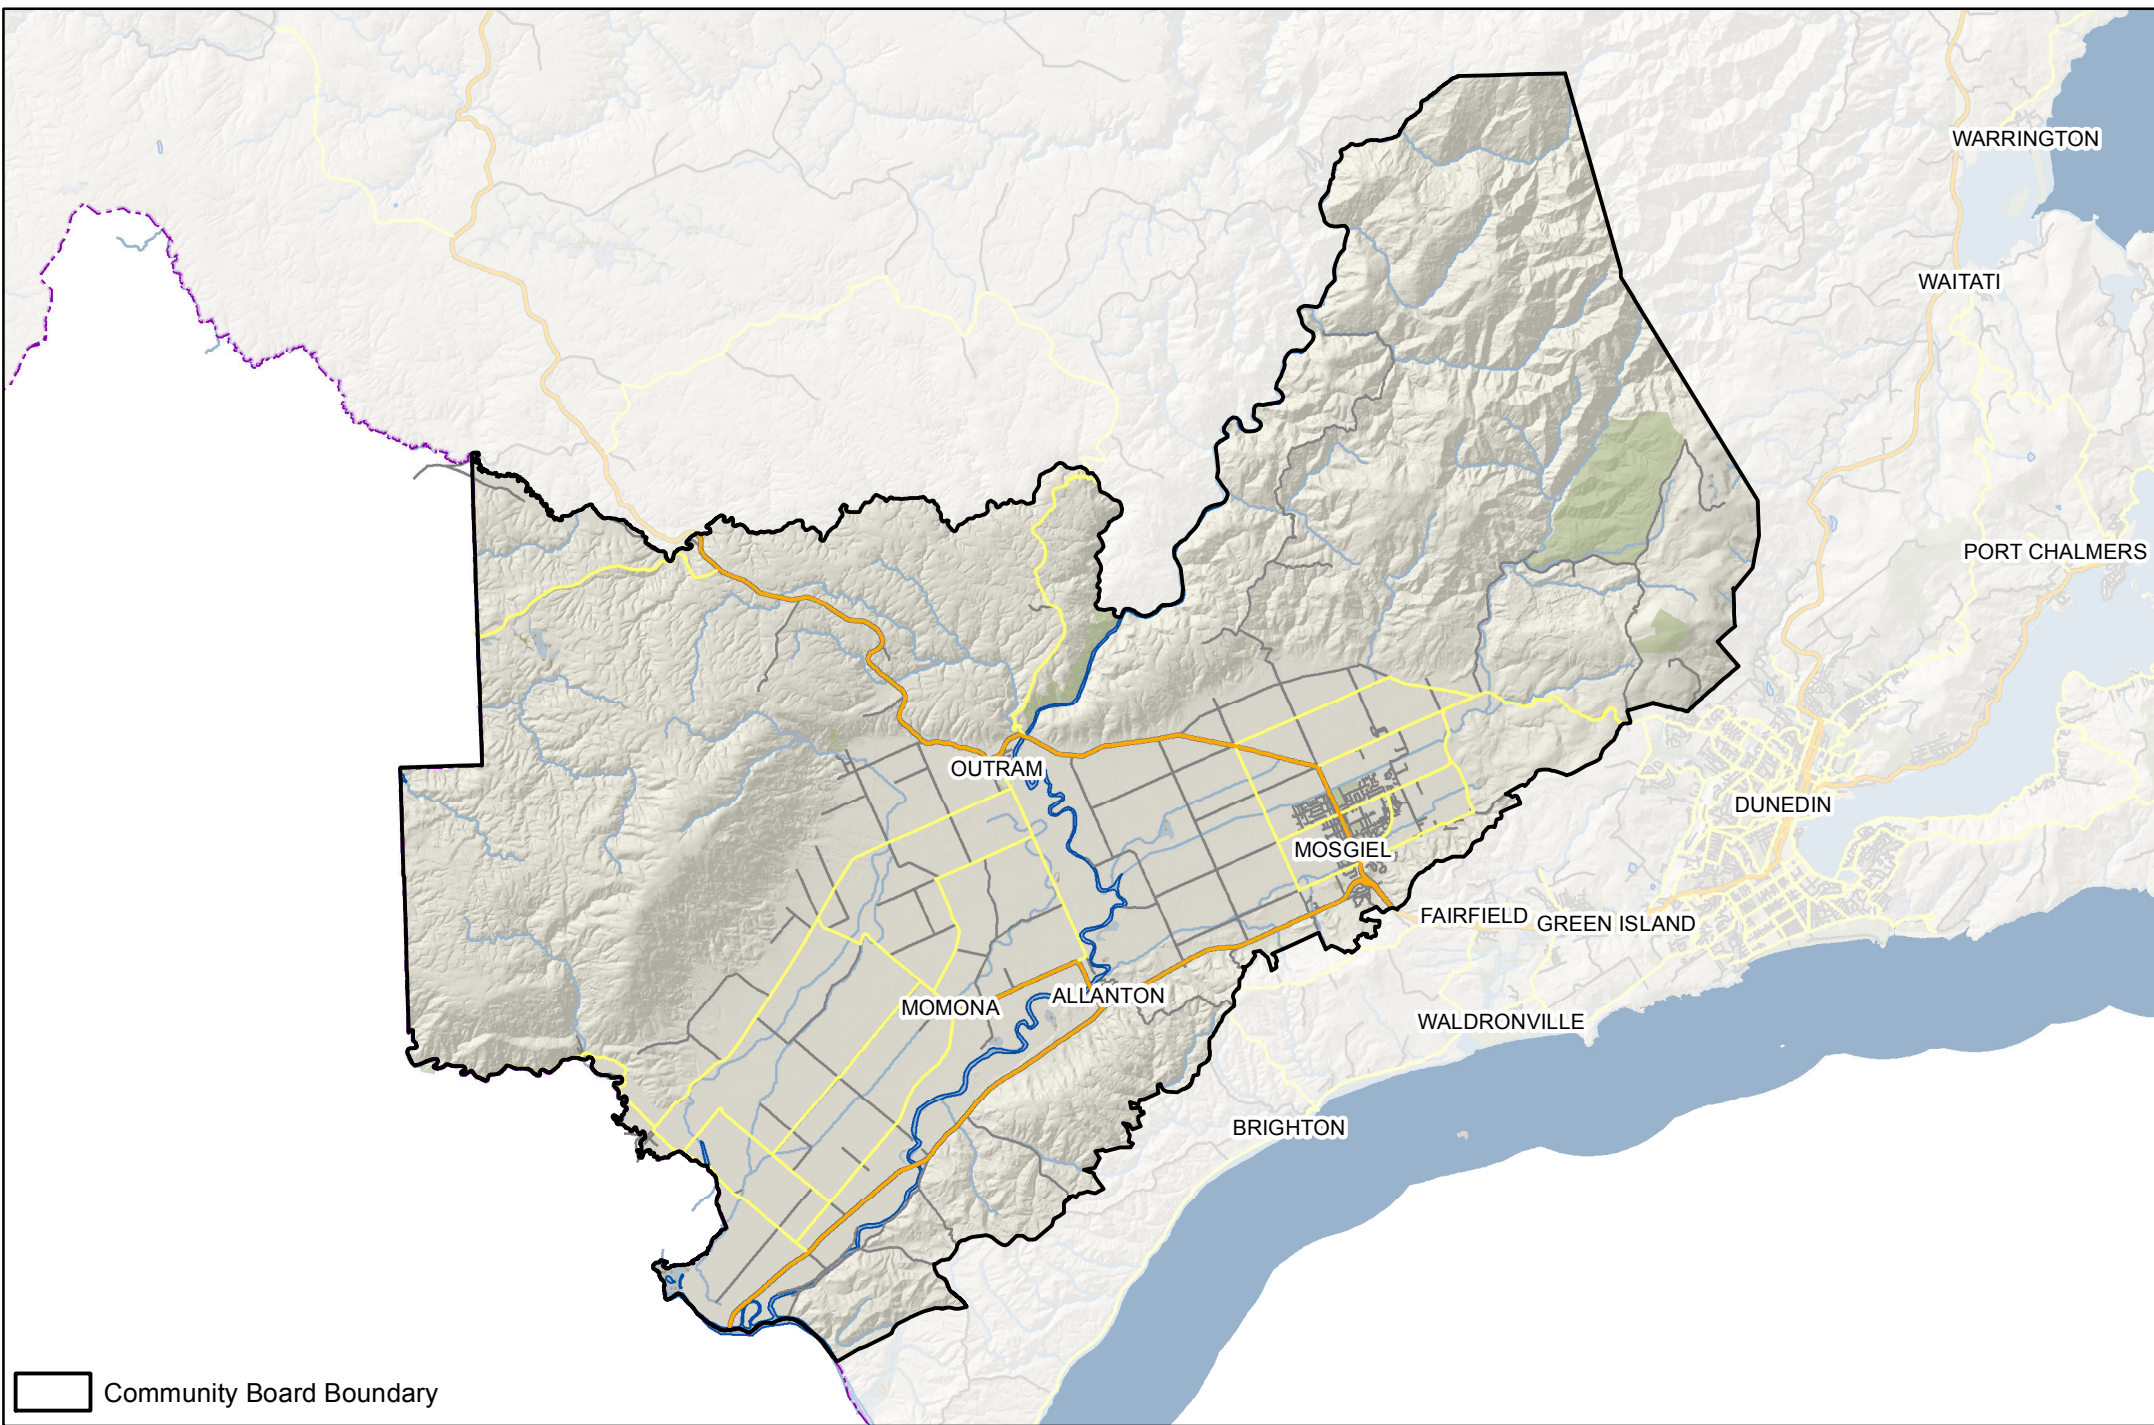 WARRINGTON
WAITATI
PORT CHALMERS
OUTRAM
DUNEDIN
MOSGIEL
FAIRFIELD
GREEN ISLAND
MOMONA
ALLANTON
WALDRONVILLE
BRIGHTON
Community Board Boundary